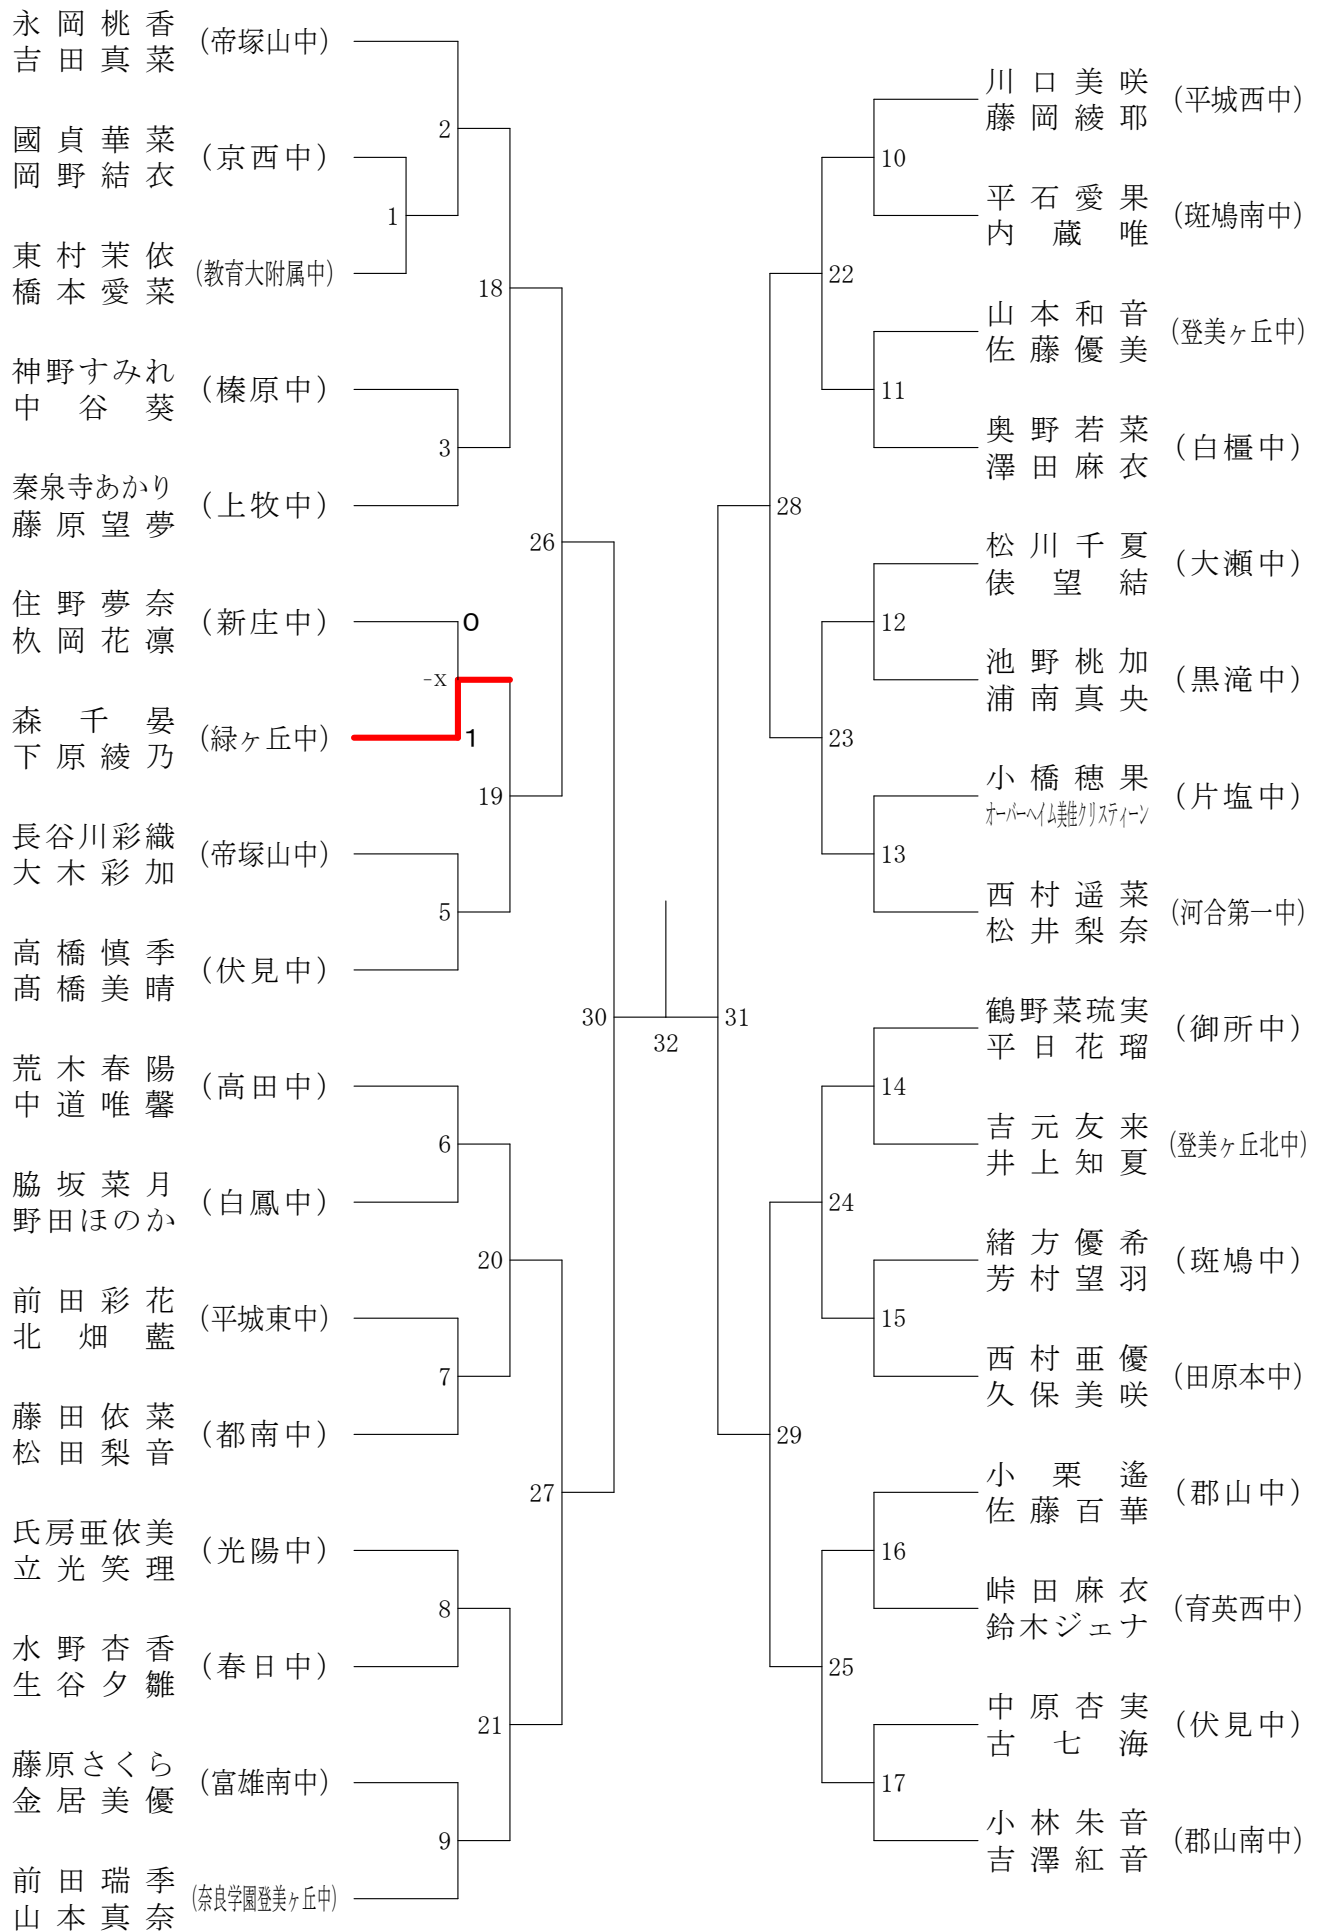 永岡桃香
吉田真菜
(帝塚山中)
國貞華菜
岡野結衣
(京西中)
東村茉依
橋本愛菜
(教育大附属中)
神野すみれ
中谷葵
(榛原中)
秦泉寺あかり
藤原望夢
(上牧中)
住野夢奈
杦岡花凛
(新庄中)
森千晏
下原綾乃
(緑ヶ丘中)
長谷川彩織
大木彩加
(帝塚山中)
高橋慎季
髙橋美晴
(伏見中)
荒木春陽
中道唯馨
(高田中)
脇坂菜月
野田ほのか
(白鳳中)
前田彩花
北畑藍
(平城東中)
藤田依菜
松田梨音
(都南中)
氏房亜依美
立光笑理
(光陽中)
水野杏香
生谷夕雛
(春日中)
藤原さくら
金居美優
(富雄南中)
前田瑞季
山本真奈
(奈良学園登美ヶ丘中)
2
1
18
3
26
0
-x
1
19
5
30
6
20
7
27
8
21
9
32
31
28
22
10
11
23
12
13
29
24
14
15
25
16
17
川口美咲
藤岡綾耶
(平城西中)
平石愛果
内蔵唯
(斑鳩南中)
山本和音
佐藤優美
(登美ヶ丘中)
奥野若菜
澤田麻衣
(白橿中)
松川千夏
俵望結
(大瀬中)
池野桃加
浦南真央
(黒滝中)
小橋穂果
オーバーヘイム美佳クリスティーン
(片塩中)
西村遥菜
松井梨奈
(河合第一中)
鶴野菜琉実
平日花瑠
(御所中)
吉元友来
井上知夏
(登美ヶ丘北中)
緒方優希
芳村望羽
(斑鳩中)
西村亜優
久保美咲
(田原本中)
小栗遙
佐藤百華
(郡山中)
峠田麻衣
鈴木ジェナ
(育英西中)
中原杏実
古七海
(伏見中)
小林朱音
吉澤紅音
(郡山南中)